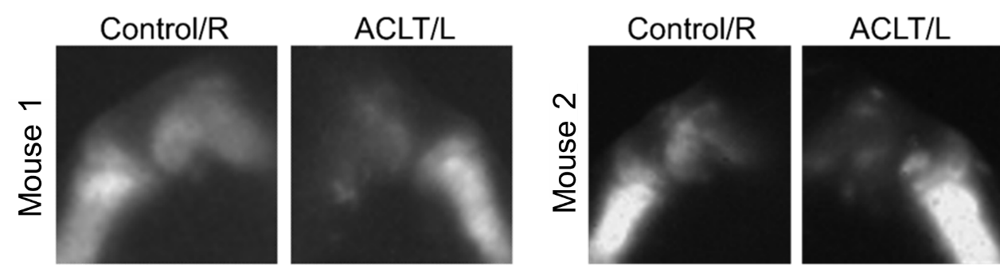 Control/R
ACLT/L
Mouse 1
Control/R
ACLT/L
Mouse 2